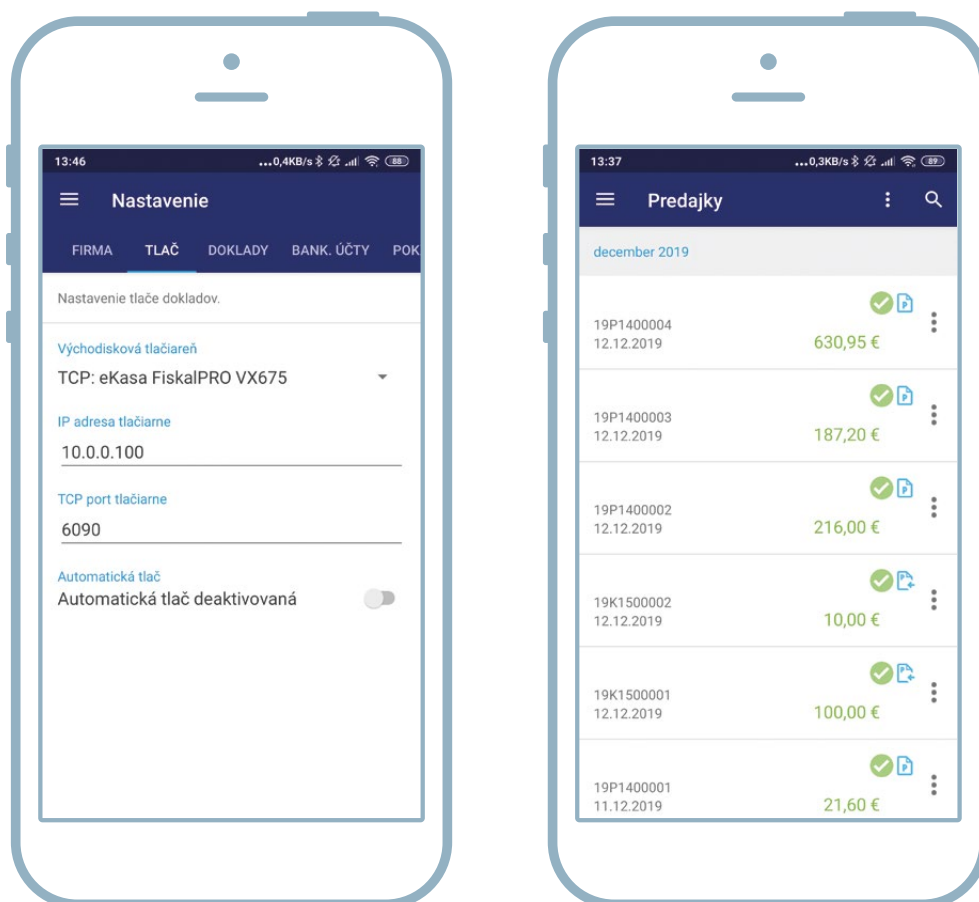 13:46
...0,4KB/s 88
Nastavenie
FIRMA TLAČ DOKLADY BANK. ÚČTY POK
Nastavenie tlače dokladov.
Východisková tlačiareň
TCP: eKasa FiskalPRO VX675
IP adresa tlačiarne
10.0.0.100
TCP port tlačiarne
6090
Automatická tlač
Automatická tlač deaktivovaná
13:37
...0,3KB/s 89
Predajky
december 2019
19P1400004
12.12.2019 630,95 €
19P1400003
12.12.2019 187,20 €
19P1400002
12.12.2019 216,00 €
19K1500002
12.12.2019 10,00 €
19K1500001
12.12.2019 100,00 €
19P1400001
11.12.2019 21,60 €